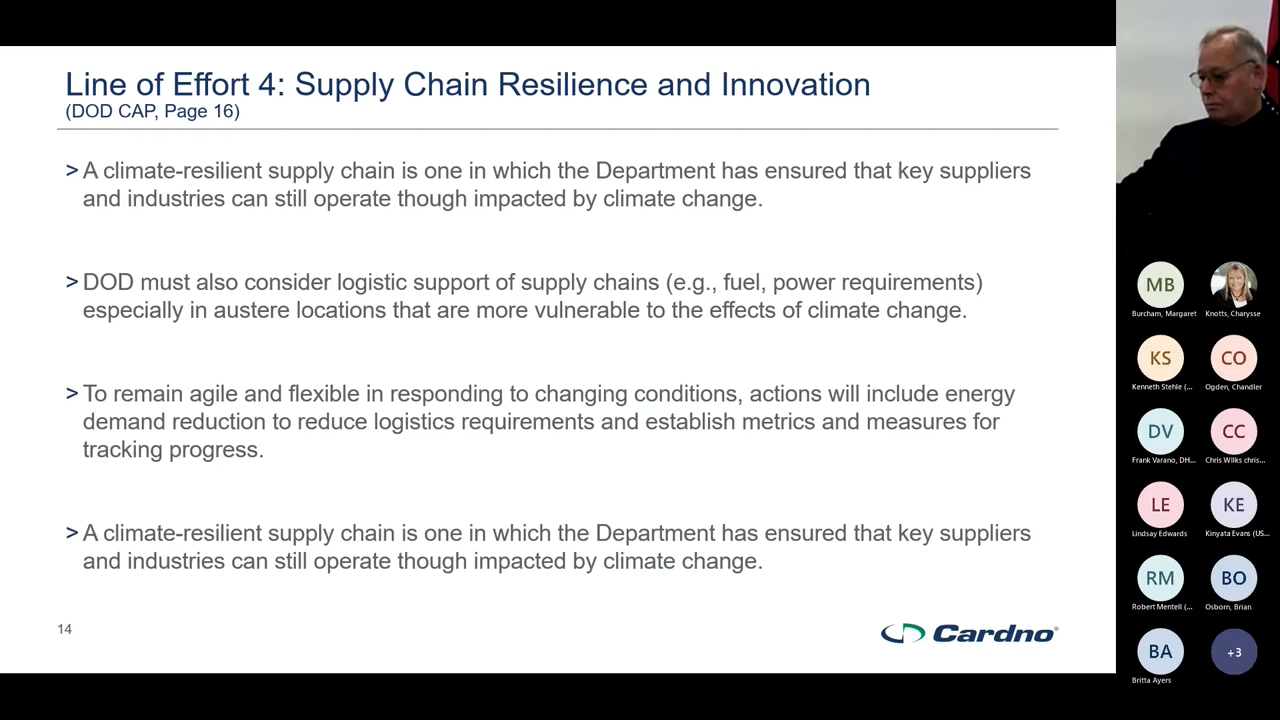 Line of Effort 4: Supply Chain Resilience and Innovation
(DOD CAP, Page 16)
> A climate-resilient supply chain is one in which the Department has ensured that key suppliers
and industries can still operate though impacted by climate change.
> DOD must also consider logistic support of supply chains (e.g., fuel, power requirements)
especially in austere locations that are more vulnerable to the effects of climate change.
> To remain agile and flexible in responding to changing conditions, actions will include energy
demand reduction to reduce logistics requirements and establish metrics and measures for
tracking progress.
> A climate-resilient supply chain is one in which the Department has ensured that key suppliers
and industries can still operate though impacted by climate change.
14
Cardno®
MB
Burcham, Margaret
Knotts, Charysse
KS
Kenneth Stehle (...
CO
Ogden, Chandler
DV
Frank Varano, DH...
CC
Chris Wilks chris...
LE
Lindsay Edwards
KE
Kinyata Evans (US...
RM
Robert Mentell (...
BO
Osborn, Brian
BA
Britta Ayers
+3